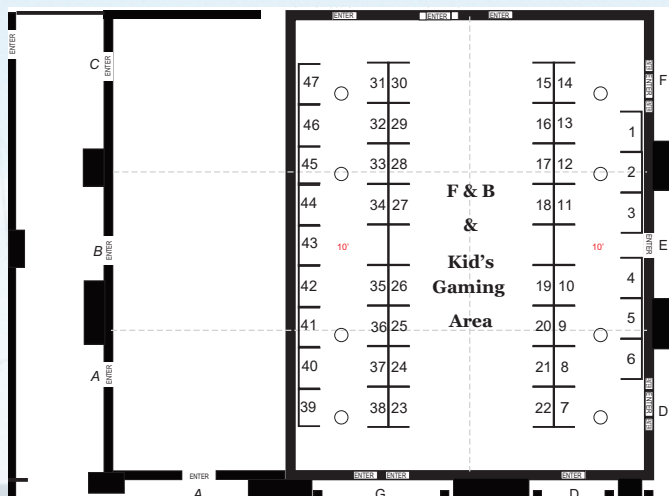 ENTER ENTER ENTER
ENTER
C
ENTER
47 31 30 15 14
ENTER
F
46 32 29 16 13 1
45 33 28 17 12 2
F & B
44 34 27 18 11 3
&
B
ENTER
43 10' 10' ENTER E
Kid's
42 35 26 19 10 4
Gaming
41 36 25 20 9 5
Area
A
ENTER
40 37 24 21 8 6
39 38 23 22 7
ENTER
D
ENTER ENTER ENTER ENTER
A G D